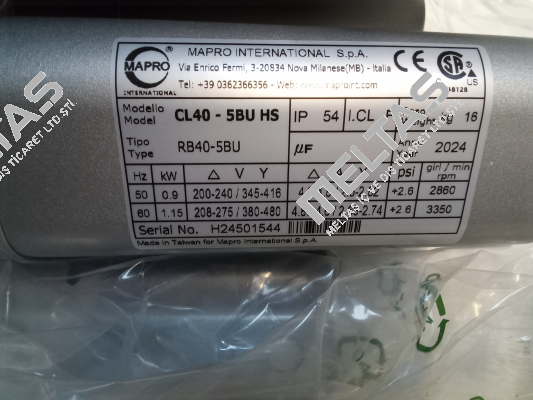 MAPRO INTERNATIONAL S.p.A.
Via Enrico Fermi, 3-20834 Nova Milanese(MB) - Italia
Tel: +39 0362366356 - Web:
MAPRO
INTERNATIONAL
CE
SA
US
Modello
Model CL40 - 5BU HS IP 54 I.CL 16
Tipo
Type RB40-5BU µF 2024
Hz kW Δ V Y psi giri / min
rpm
50 0.9 200-240 / 345-416 +2.6 2860
60 1.15 208-275 / 380-480 -2.74 +2.6 3350
Serial No. H24501544
Made in Taiwan for Mapro International S.p.A.
MELTAS